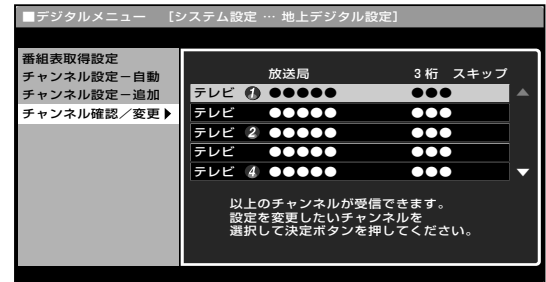 ■デジタルメニュー [システム設定 … 地上デジタル設定]
番組表取得設定
チャンネル設定－自動
チャンネル設定－追加
チャンネル確認／変更▶
放送局 3桁 スキップ
テレビ ❶ ●●●●● ●●●
テレビ ●●●●● ●●●
テレビ ❷ ●●●●● ●●●
テレビ ●●●●● ●●●
テレビ ❹ ●●●●● ●●●
以上のチャンネルが受信できます。
設定を変更したいチャンネルを
選択して決定ボタンを押してください。